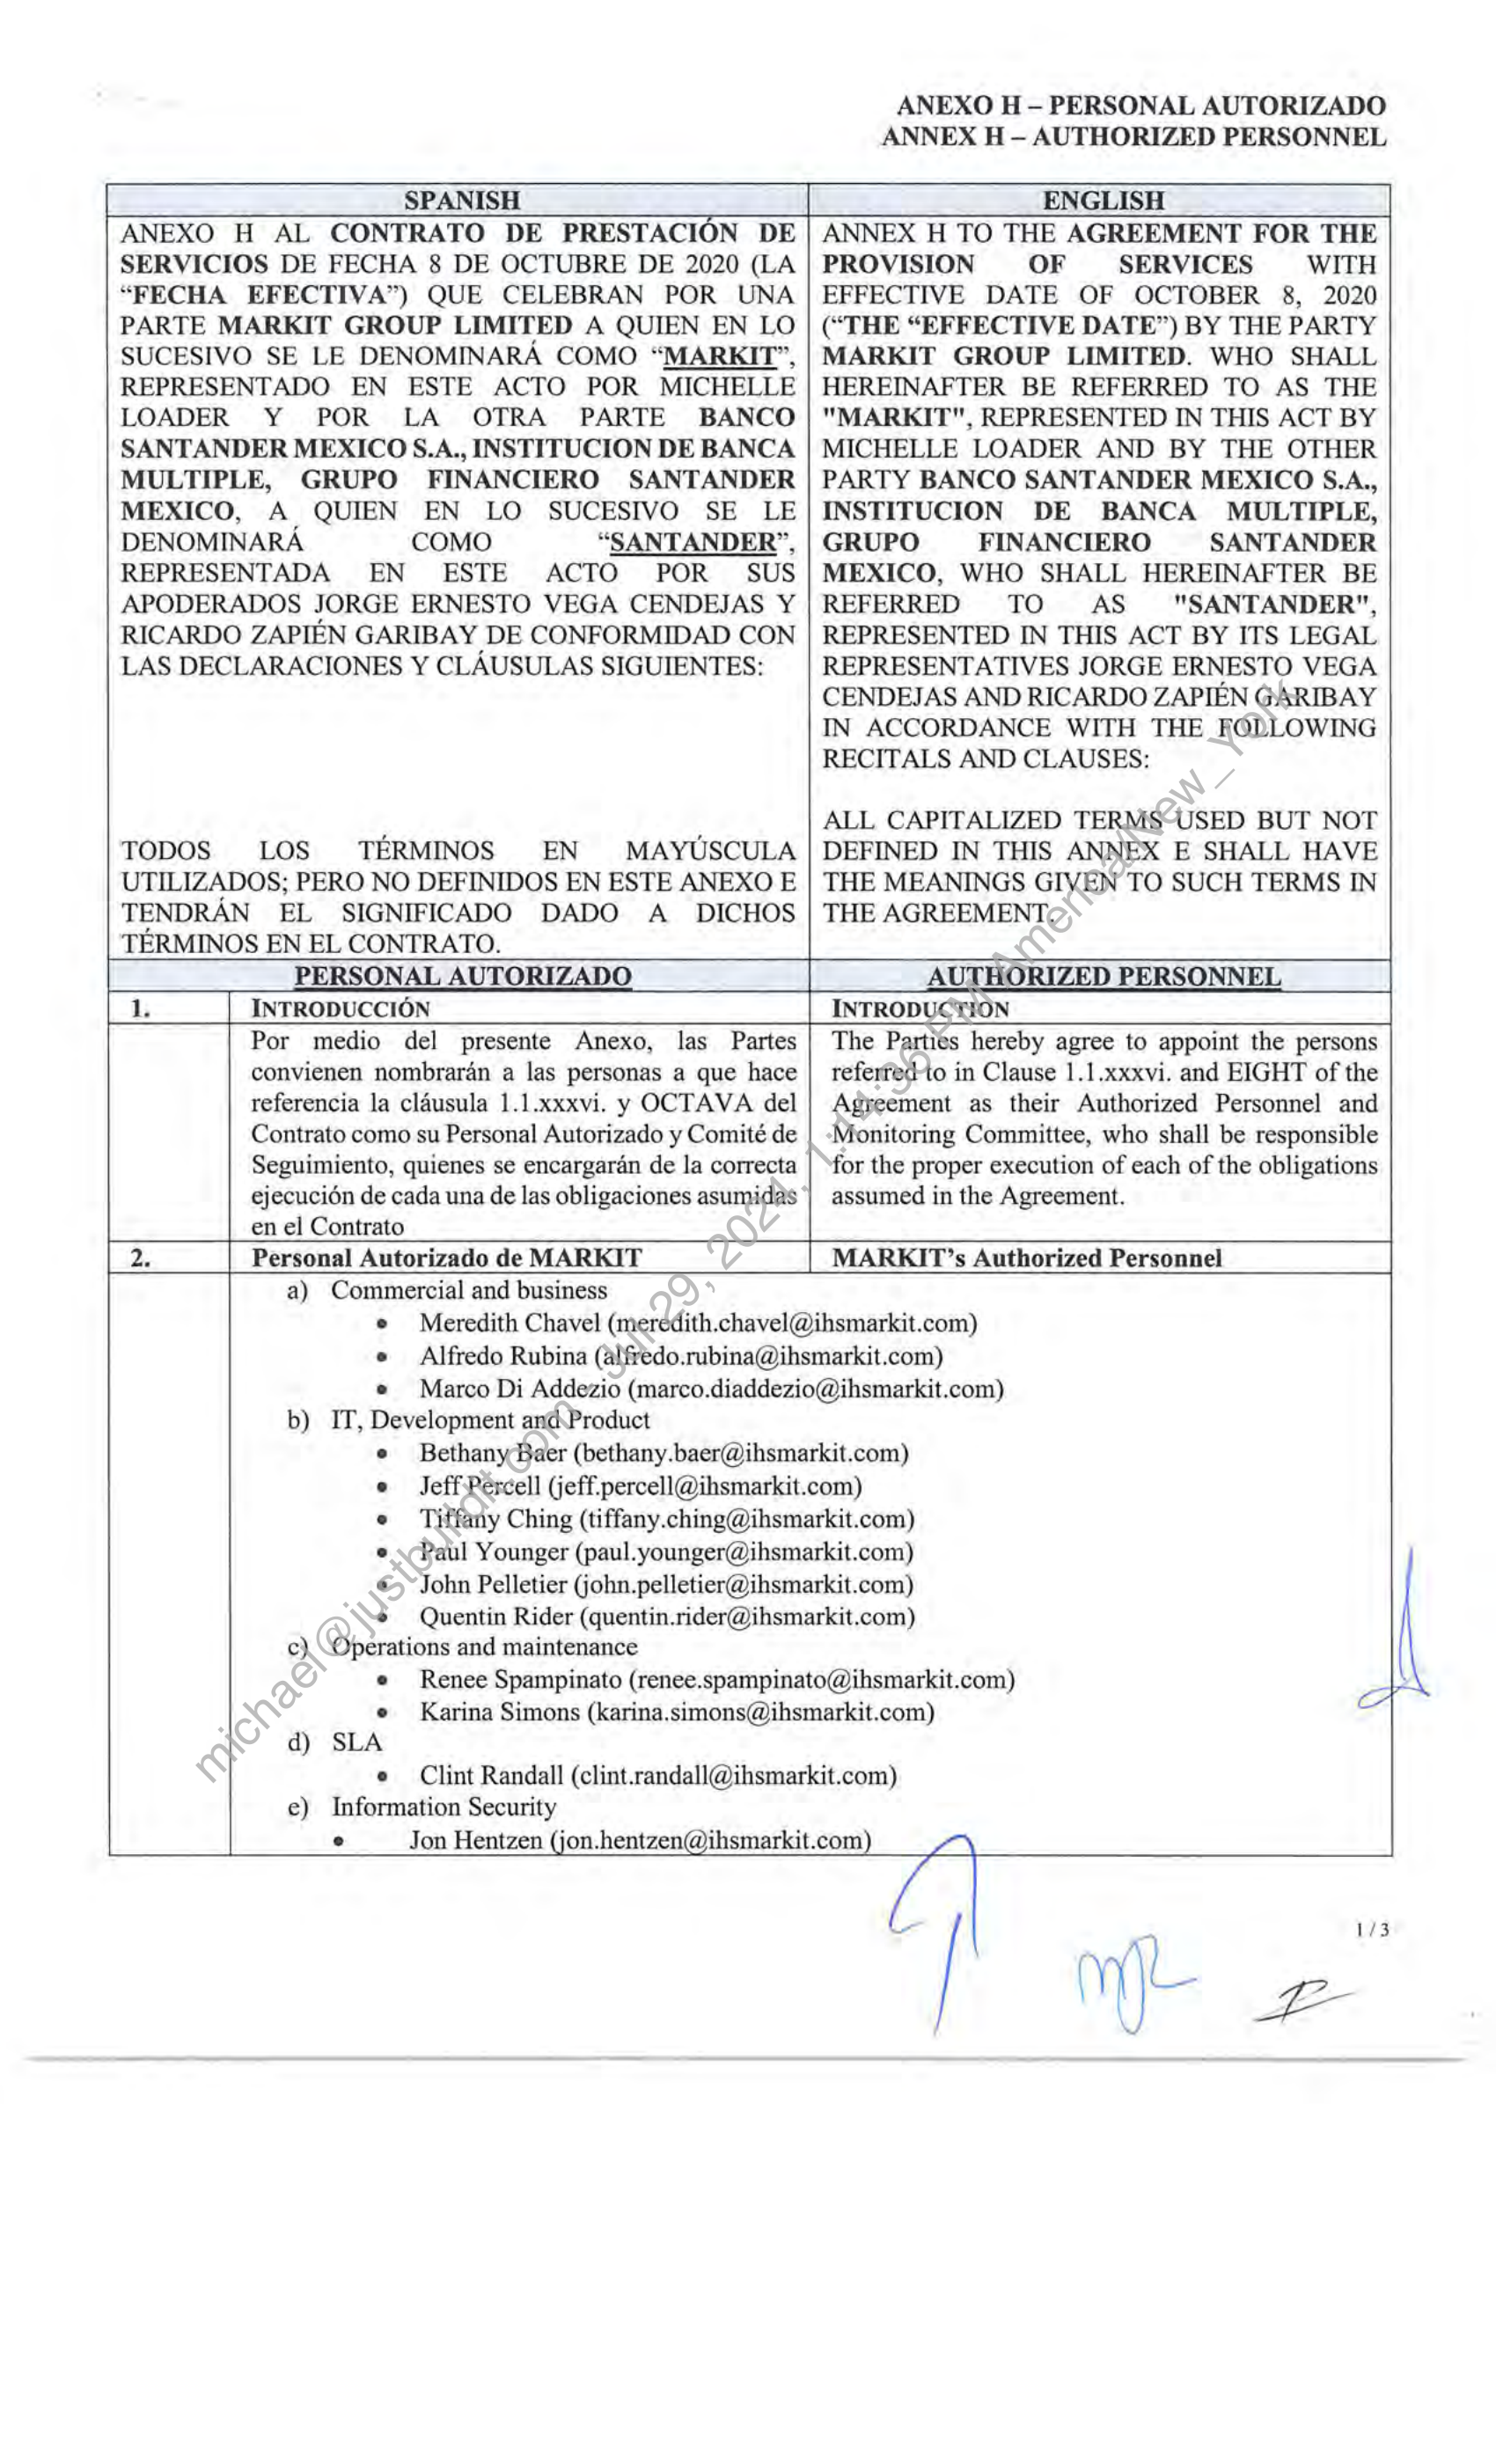 ANEXO H – PERSONAL AUTORIZADO
ANNEX H – AUTHORIZED PERSONNEL
SPANISH
ANEXO H AL CONTRATO DE PRESTACIÓN DE
SERVICIOS DE FECHA 8 DE OCTUBRE DE 2020 (LA
“FECHA EFECTIVA”) QUE CELEBRAN POR UNA
PARTE MARKIT GROUP LIMITED A QUIEN EN LO
SUCESIVO SE LE DENOMINARÁ COMO “MARKIT”,
REPRESENTADO EN ESTE ACTO POR MICHELLE
LOADER Y POR LA OTRA PARTE BANCO
SANTANDER MEXICO S.A., INSTITUCION DE BANCA
MULTIPLE, GRUPO FINANCIERO SANTANDER
MEXICO, A QUIEN EN LO SUCESIVO SE LE
DENOMINARÁ COMO “SANTANDER”,
REPRESENTADA EN ESTE ACTO POR SUS
APODERADOS JORGE ERNESTO VEGA CENDEJAS Y
RICARDO ZAPIÉN GARIBAY DE CONFORMIDAD CON
LAS DECLARACIONES Y CLÁUSULAS SIGUIENTES:
TODOS LOS TÉRMINOS EN MAYÚSCULA
UTILIZADOS; PERO NO DEFINIDOS EN ESTE ANEXO E
TENDRÁN EL SIGNIFICADO DADO A DICHOS
TÉRMINOS EN EL CONTRATO.
ENGLISH
ANNEX H TO THE AGREEMENT FOR THE
PROVISION OF SERVICES WITH
EFFECTIVE DATE OF OCTOBER 8, 2020
(“THE “EFFECTIVE DATE”) BY THE PARTY
MARKIT GROUP LIMITED. WHO SHALL
HEREINAFTER BE REFERRED TO AS THE
"MARKIT", REPRESENTED IN THIS ACT BY
MICHELLE LOADER AND BY THE OTHER
PARTY BANCO SANTANDER MEXICO S.A.,
INSTITUCION DE BANCA MULTIPLE,
GRUPO FINANCIERO SANTANDER
MEXICO, WHO SHALL HEREINAFTER BE
REFERRED TO AS "SANTANDER",
REPRESENTED IN THIS ACT BY ITS LEGAL
REPRESENTATIVES JORGE ERNESTO VEGA
CENDEJAS AND RICARDO ZAPIÉN GARIBAY
IN ACCORDANCE WITH THE FOLLOWING
RECITALS AND CLAUSES:
ALL CAPITALIZED TERMS USED BUT NOT
DEFINED IN THIS ANNEX E SHALL HAVE
THE MEANINGS GIVEN TO SUCH TERMS IN
THE AGREEMENT.
PERSONAL AUTORIZADO
AUTHORIZED PERSONNEL
1.
INTRODUCCIÓN
Por medio del presente Anexo, las Partes
convienen nombrarán a las personas a que hace
referencia la cláusula 1.1.xxxvi. y OCTAVA del
Contrato como su Personal Autorizado y Comité de
Seguimiento, quienes se encargarán de la correcta
ejecución de cada una de las obligaciones asumidas
en el Contrato
INTRODUCTION
The Parties hereby agree to appoint the persons
referred to in Clause 1.1.xxxvi. and EIGHT of the
Agreement as their Authorized Personnel and
Monitoring Committee, who shall be responsible
for the proper execution of each of the obligations
assumed in the Agreement.
2.
Personal Autorizado de MARKIT
MARKIT’s Authorized Personnel
a) Commercial and business
• Meredith Chavel (meredith.chavel@ihsmarkit.com)
• Alfredo Rubina (alfredo.rubina@ihsmarkit.com)
• Marco Di Addezio (marco.diaddezio@ihsmarkit.com)
b) IT, Development and Product
• Bethany Baer (bethany.baer@ihsmarkit.com)
• Jeff Percell (jeff.percell@ihsmarkit.com)
• Tiffany Ching (tiffany.ching@ihsmarkit.com)
• Paul Younger (paul.younger@ihsmarkit.com)
• John Pelletier (john.pelletier@ihsmarkit.com)
• Quentin Rider (quentin.rider@ihsmarkit.com)
c) Operations and maintenance
• Renee Spampinato (renee.spampinato@ihsmarkit.com)
• Karina Simons (karina.simons@ihsmarkit.com)
d) SLA
• Clint Randall (clint.randall@ihsmarkit.com)
e) Information Security
• Jon Hentzen (jon.hentzen@ihsmarkit.com)
1 / 3
michael@justbuildit.com - Jul 29, 2024, 1:14:36 PM America/New_York